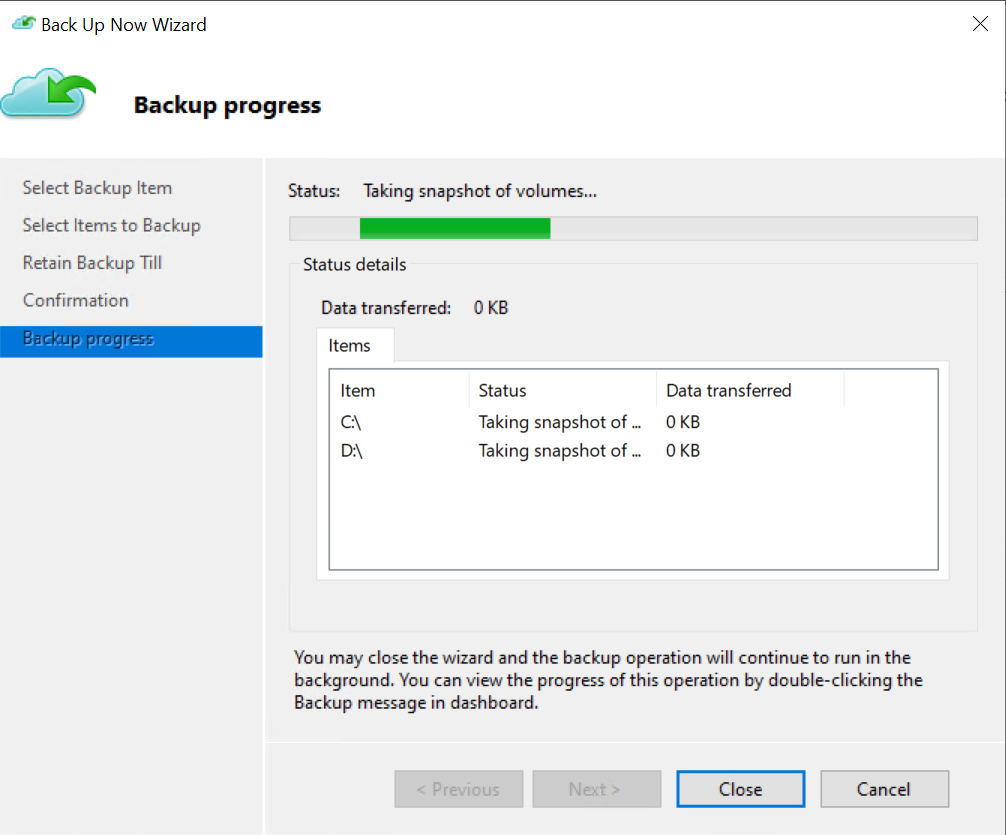 Back Up Now Wizard
Backup progress
Select Backup Item
Select Items to Backup
Retain Backup Till
Confirmation
Backup progress
Status: Taking snapshot of volumes...
Status details
Data transferred: 0 KB
Items
Item Status Data transferred
C:\ Taking snapshot of ... 0 KB
D:\ Taking snapshot of ... 0 KB
You may close the wizard and the backup operation will continue to run in the
background. You can view the progress of this operation by double-clicking the
Backup message in dashboard.
< Previous Next > Close Cancel